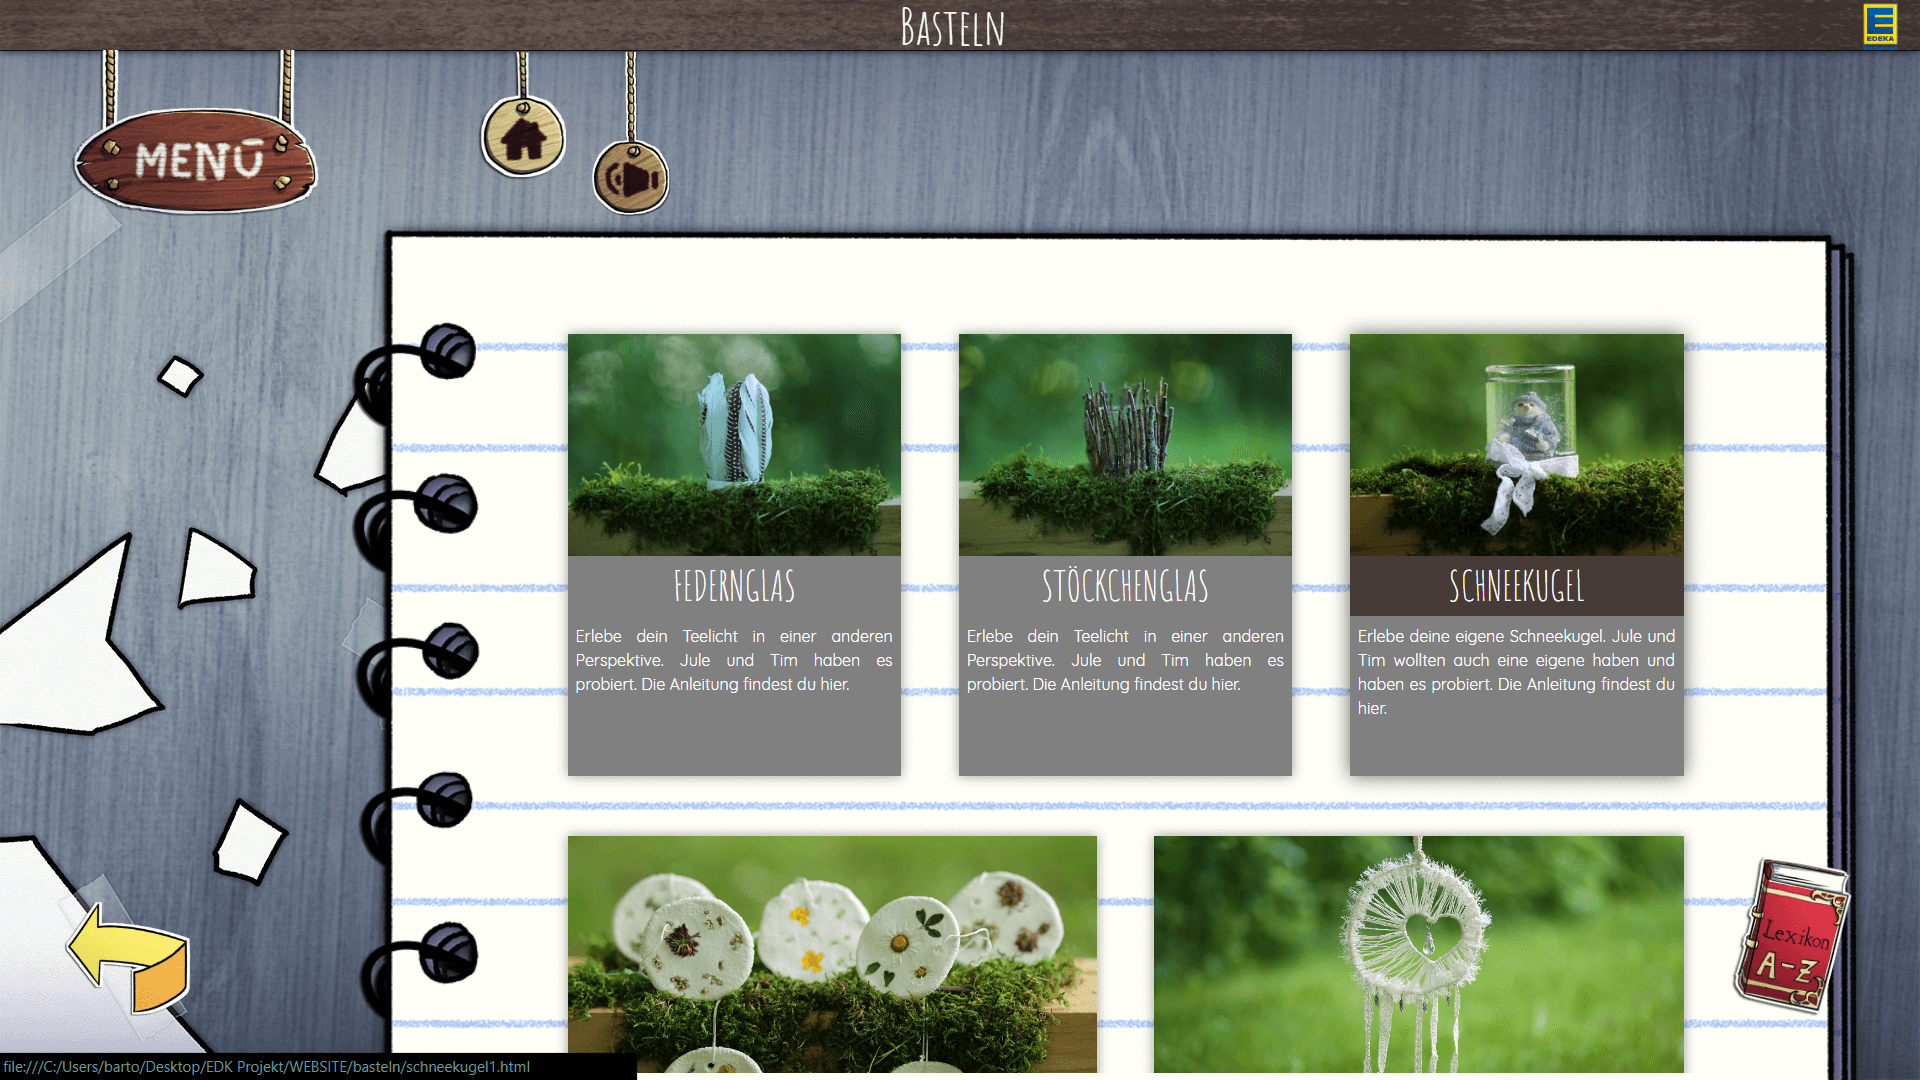 Basteln
EDEKA
MENÜ
FEDERNGLAS
Erlebe dein Teelicht in einer anderen
Perspektive. Jule und Tim haben es
probiert. Die Anleitung findest du hier.
STÖCKCHENGLAS
Erlebe dein Teelicht in einer anderen
Perspektive. Jule und Tim haben es
probiert. Die Anleitung findest du hier.
SCHNEEKUGEL
Erlebe deine eigene Schneekugel. Jule und
Tim wollten auch eine eigene haben und
haben es probiert. Die Anleitung findest du
hier.
Lexikon
A-Z
file:///C:/Users/barto/Desktop/EDK Projekt/WEBSITE/basteln/schneekugel1.html